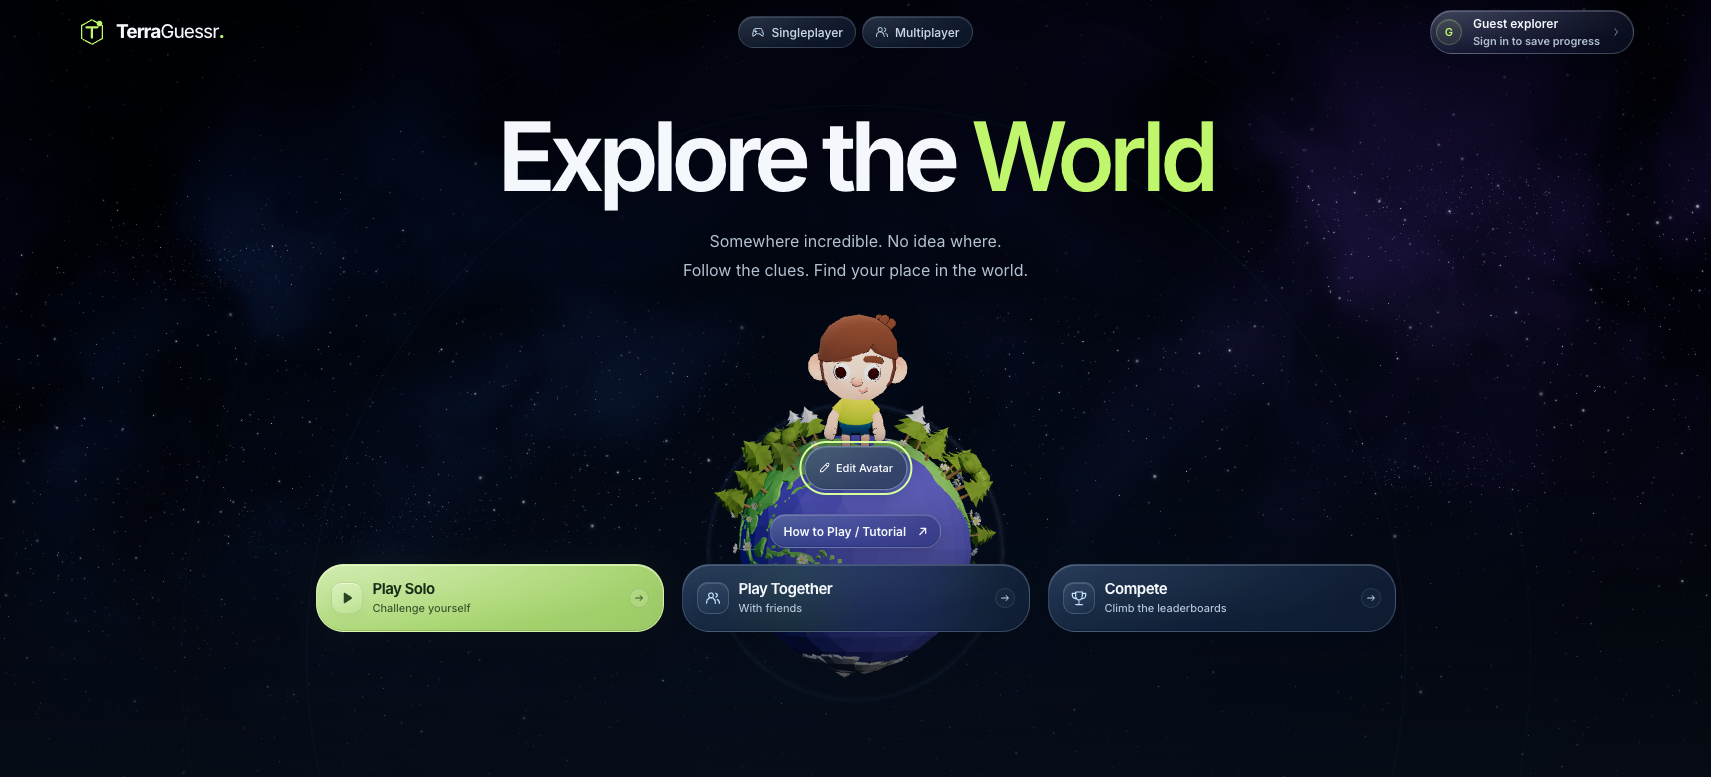 TerraGuessr.
Singleplayer
Multiplayer
G
Guest explorer
Sign in to save progress
Explore the World
Somewhere incredible. No idea where.
Follow the clues. Find your place in the world.
Edit Avatar
How to Play / Tutorial
Play Solo
Challenge yourself
Play Together
With friends
Compete
Climb the leaderboards